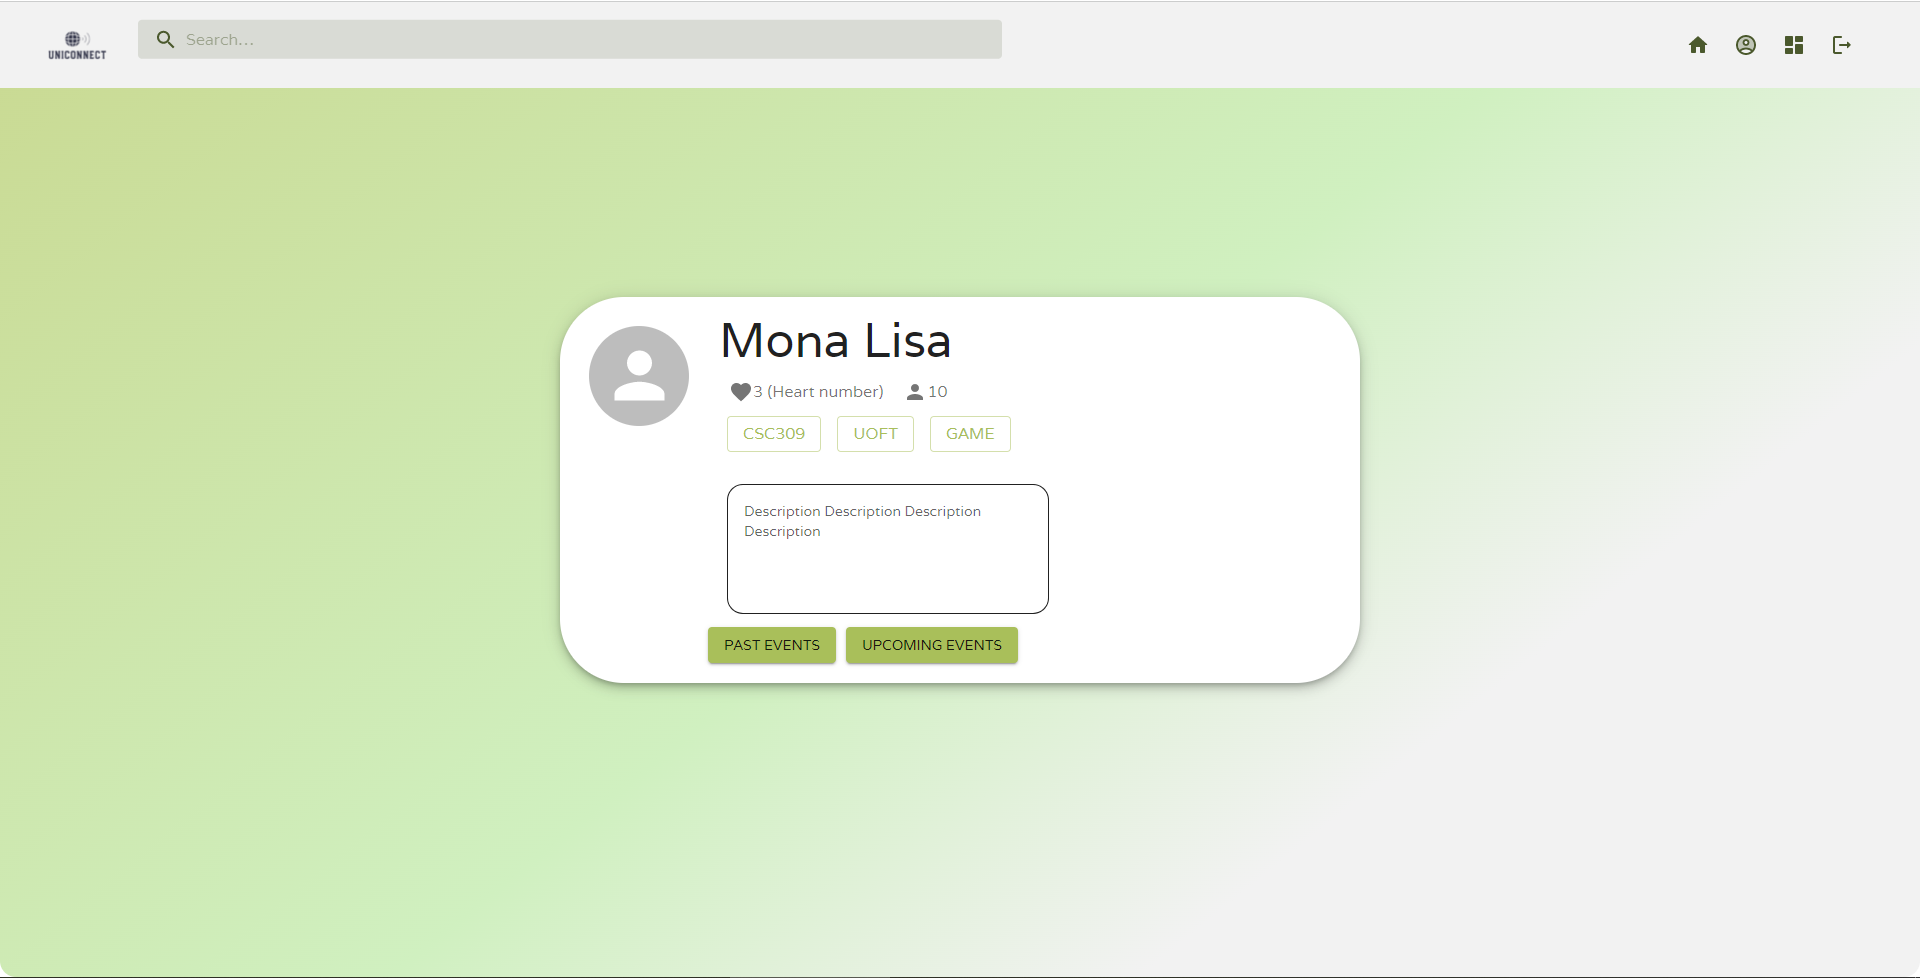 UNICONNECT
Search...
Mona Lisa
3 (Heart number) 10
CSC309 UOFT GAME
Description Description Description
Description
PAST EVENTS UPCOMING EVENTS